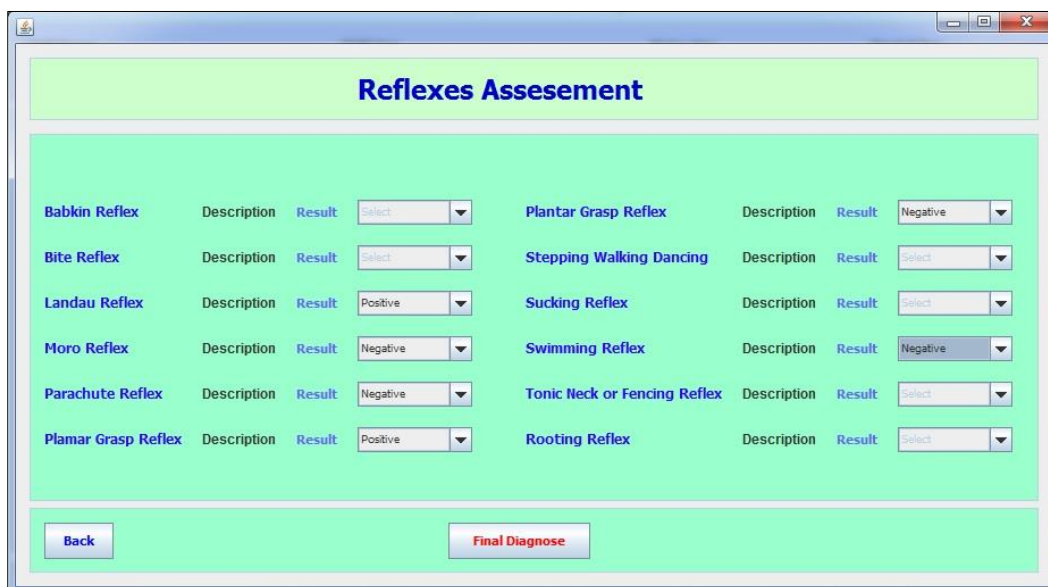 Reflexes Assesement
Babkin Reflex Description Result Select Plantar Grasp Reflex Description Result Negative
Bite Reflex Description Result Select Stepping Walking Dancing Description Result Select
Landau Reflex Description Result Positive Sucking Reflex Description Result Select
Moro Reflex Description Result Negative Swimming Reflex Description Result Negative
Parachute Reflex Description Result Negative Tonic Neck or Fencing Reflex Description Result Select
Plamar Grasp Reflex Description Result Positive Rooting Reflex Description Result Select
Back Final Diagnose